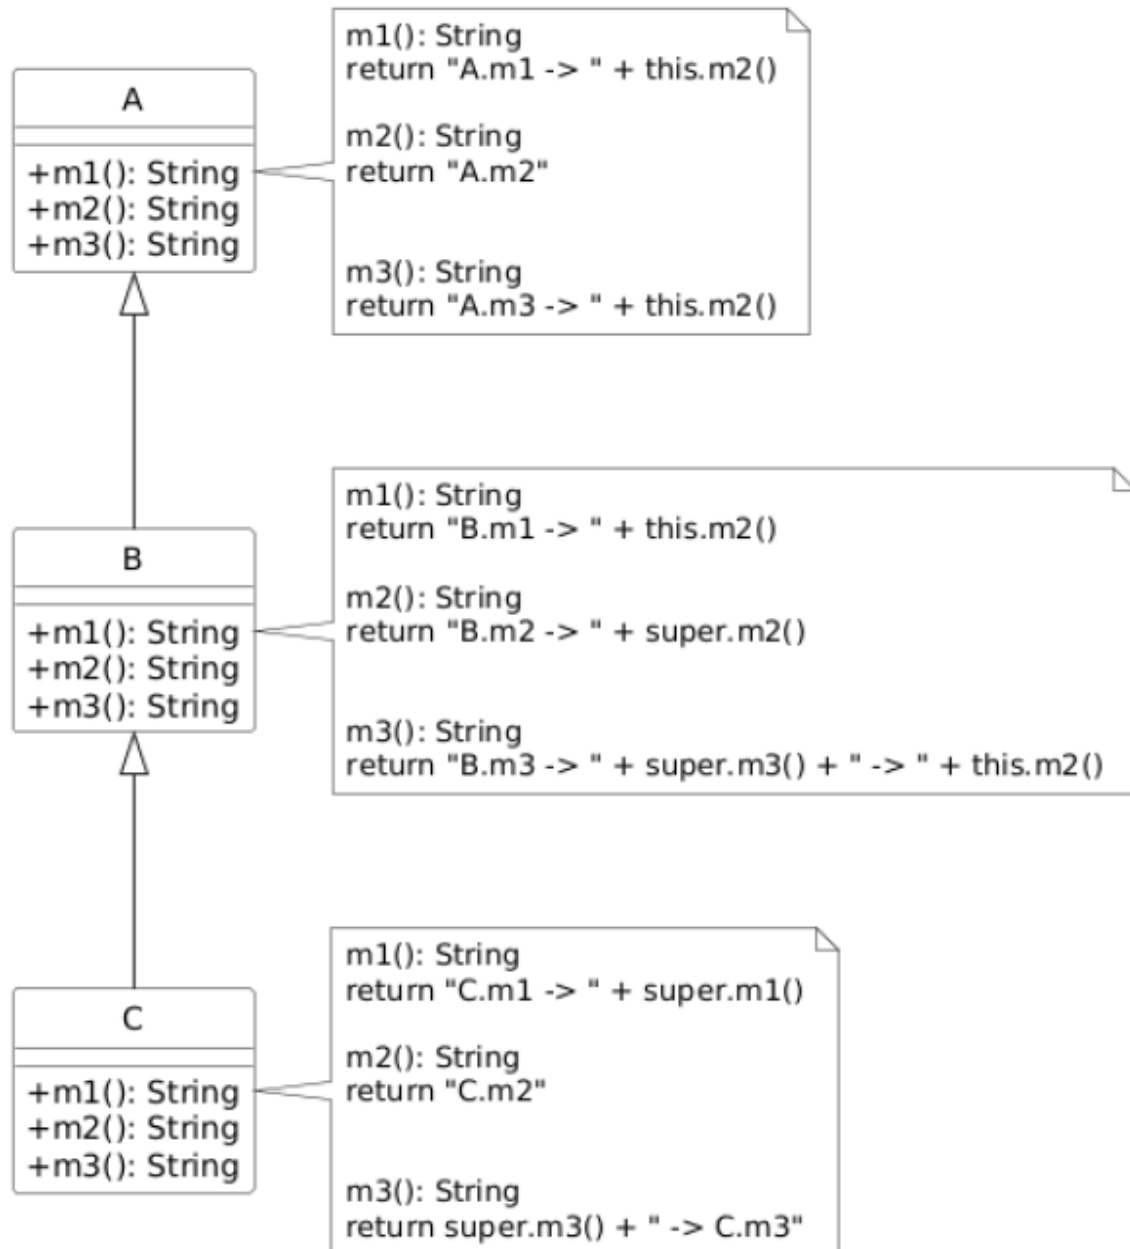 A
+m1(): String
+m2(): String
+m3(): String
m1(): String
return "A.m1 -> " + this.m2()
m2(): String
return "A.m2"
m3(): String
return "A.m3 -> " + this.m2()
B
+m1(): String
+m2(): String
+m3(): String
m1(): String
return "B.m1 -> " + this.m2()
m2(): String
return "B.m2 -> " + super.m2()
m3(): String
return "B.m3 -> " + super.m3() + " -> " + this.m2()
C
+m1(): String
+m2(): String
+m3(): String
m1(): String
return "C.m1 -> " + super.m1()
m2(): String
return "C.m2"
m3(): String
return super.m3() + " -> C.m3"